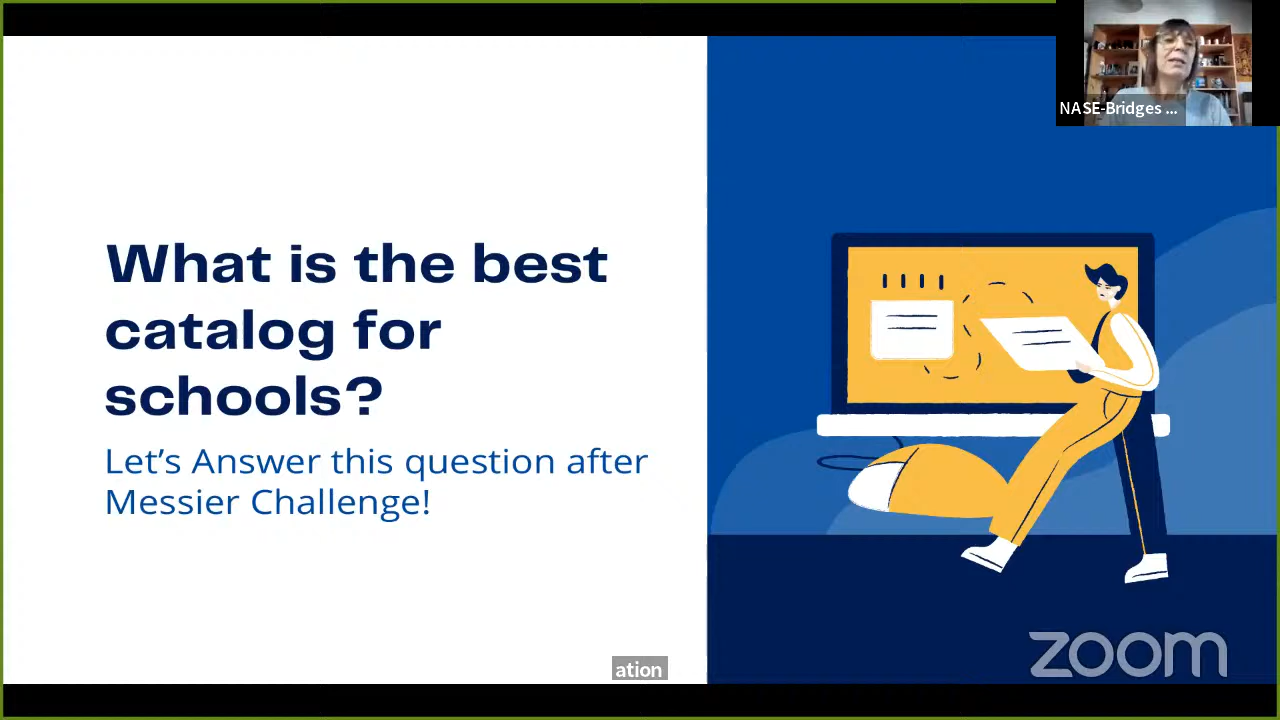 NASE-Bridges ...
What is the best
catalog for
schools?
Let's Answer this question after
Messier Challenge!
ation
zoom